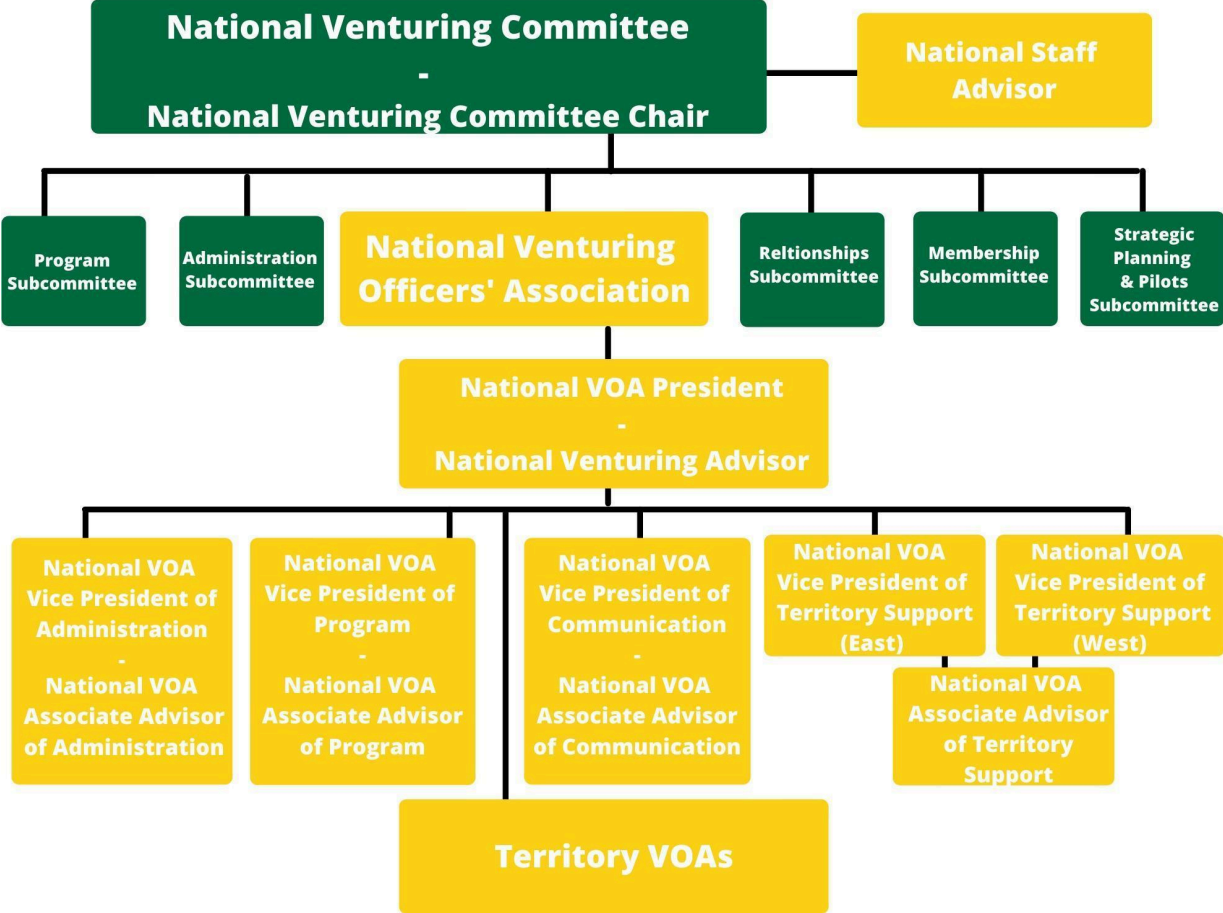 National Venturing Committee
-
National Venturing Committee Chair
National Staff
Advisor
Program
Subcommittee
Administration
Subcommittee
National Venturing
Officers' Association
Reltionships
Subcommittee
Membership
Subcommittee
Strategic
Planning
& Pilots
Subcommittee
National VOA President
-
National Venturing Advisor
National VOA
Vice President of
Administration
-
National VOA
Associate Advisor
of Administration
National VOA
Vice President of
Program
-
National VOA
Associate Advisor
of Program
National VOA
Vice President of
Communication
-
National VOA
Associate Advisor
of Communication
National VOA
Vice President of
Territory Support
(East)
National VOA
Vice President of
Territory Support
(West)
National VOA
Associate Advisor
of Territory
Support
Territory VOAs